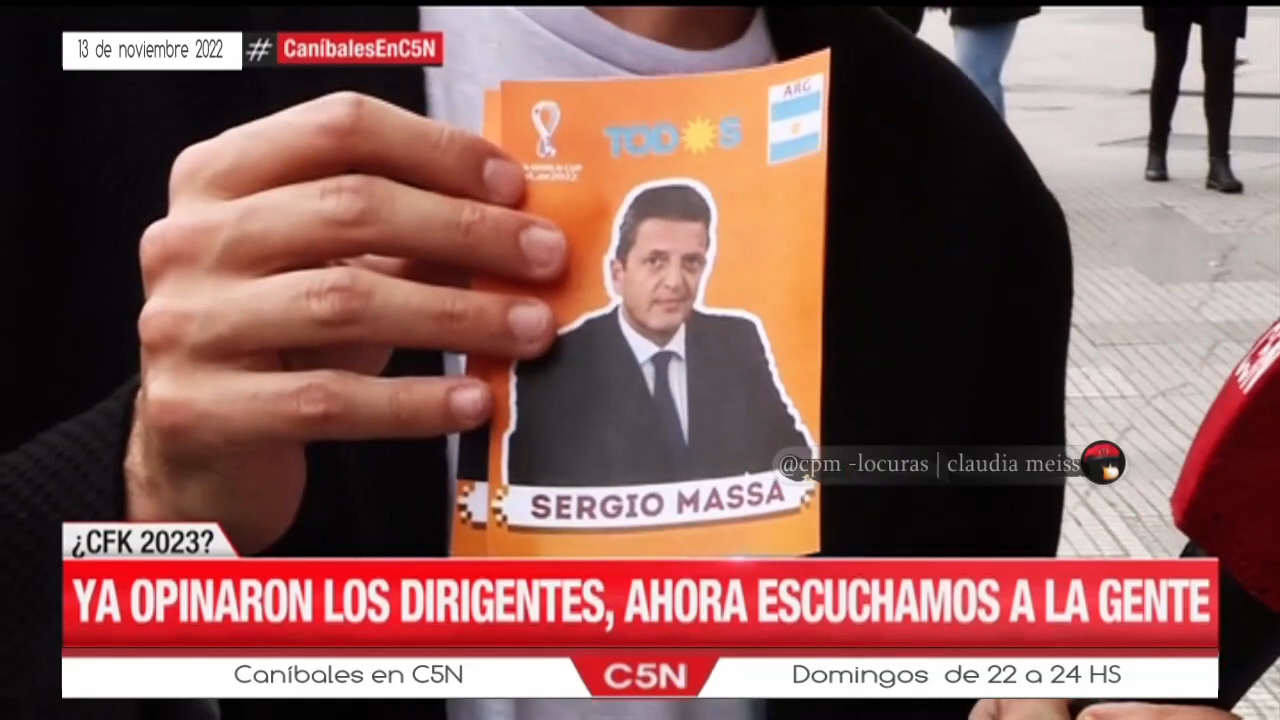 13 de noviembre 2022
# CaníbalesEnC5N
TODOS
ARG
SERGIO MASSA
@cpm -locuras | claudia meiss
C5N
¿CFK 2023?
YA OPINARON LOS DIRIGENTES, AHORA ESCUCHAMOS A LA GENTE
Caníbales en C5N
C5N
Domingos de 22 a 24 HS